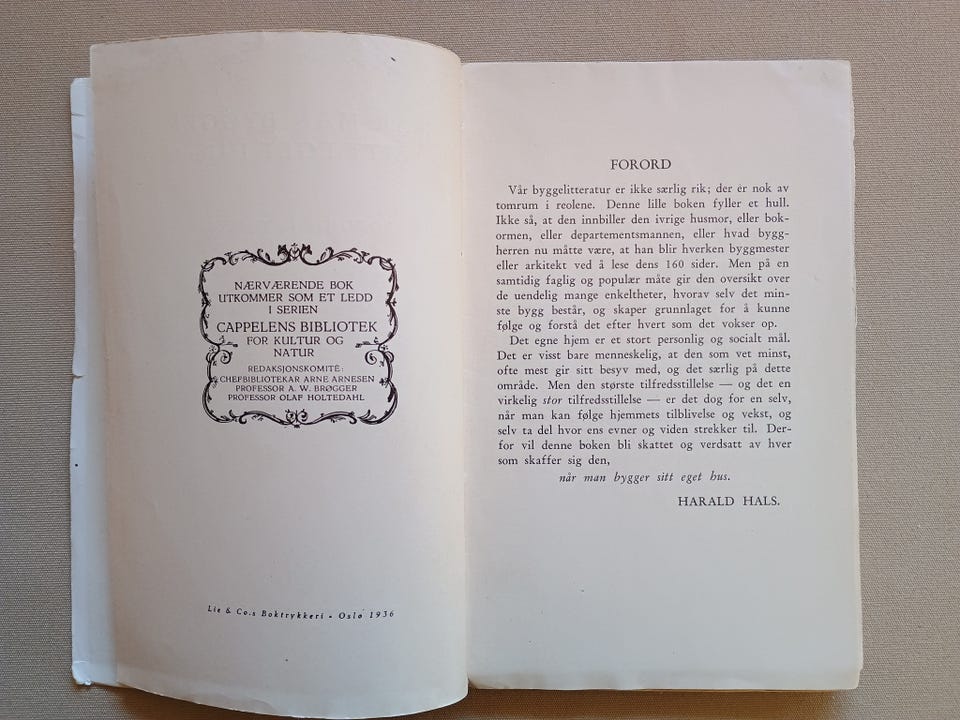 NÆRVÆRENDE BOK
UTKOMMER SOM ET LEDD
I SERIEN
CAPPELENS BIBLIOTEK
FOR KULTUR OG
NATUR
REDAKSJONSKOMITÉ:
CHEFBIBLIOTEKAR ARNE ARNESEN
PROFESSOR A. W. BRØGGER
PROFESSOR OLAF HOLTEDAHL
Lie & Co.s Boktrykkeri - Oslo 1936
FORORD
Vår byggelitteratur er ikke særlig rik; der er nok av
tomrum i reolene. Denne lille boken fyller et hull.
Ikke så, at den innbiller den ivrige husmor, eller bok-
ormen, eller departementsmannen, eller hvad bygg-
herren nu måtte være, at han blir hverken byggmester
eller arkitekt ved å lese dens 160 sider. Men på en
samtidig faglig og populær måte gir den oversikt over
de uendelig mange enkeltheter, hvorav selv det min-
ste bygg består, og skaper grunnlaget for å kunne
følge og forstå det efter hvert som det vokser op.
Det egne hjem er et stort personlig og socialt mål.
Det er visst bare menneskelig, at den som vet minst,
ofte mest gir sitt besyv med, og det særlig på dette
område. Men den største tilfredsstillelse — og det en
virkelig stor tilfredsstillelse — er det dog for en selv,
når man kan følge hjemmets tilblivelse og vekst, og
selv ta del hvor ens evner og viden strekker til. Der-
for vil denne boken bli skattet og verdsatt av hver
som skaffer sig den,
når man bygger sitt eget hus.
HARALD HALS.